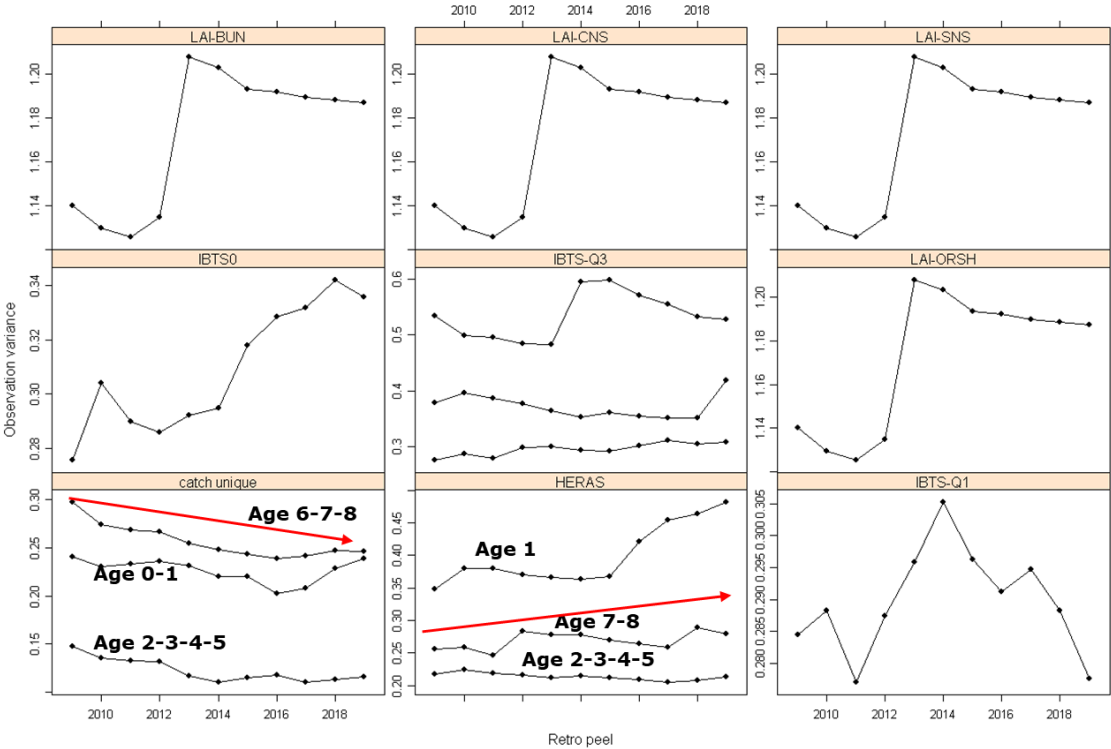 2010 2012 2014 2016 2018
LAI-BUN LAI-CNS LAI-SNS
1.20 1.20 1.20
1.18 1.18 1.18
1.16 1.16 1.16
1.14 1.14 1.14
IBTS0 IBTS-Q3 LAI-ORSH
0.34 0.6 1.20
0.32 0.5 1.18
0.30 0.4 1.16
0.28 0.3 1.14
Observation variance
catch unique HERAS IBTS-Q1
0.30 0.45 0.305
0.25 0.40 0.300
0.20 0.35 0.295
0.15 0.30 0.290
0.25 0.285
0.20 0.280
Age 6-7-8
Age 0-1
Age 2-3-4-5
Age 1
Age 7-8
Age 2-3-4-5
2010 2012 2014 2016 2018 2010 2012 2014 2016 2018
Retro peel